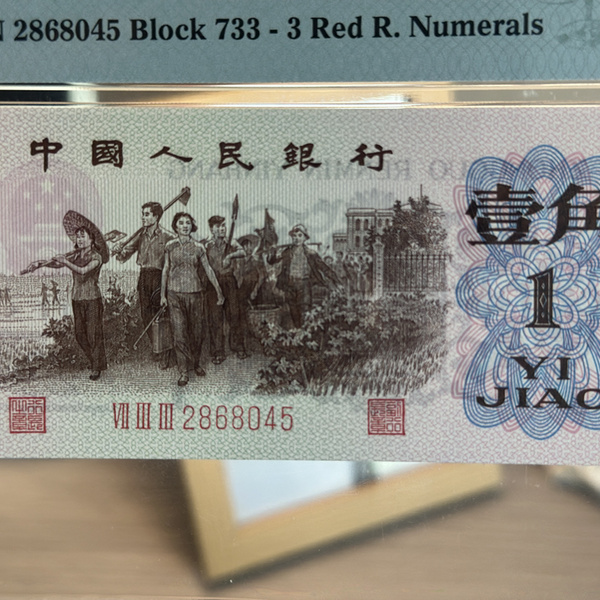 N 2868045 Block 733 - 3 Red R. Numerals
中國人民銀行
壹角
1
YI
JIAO
VII III III 2868045